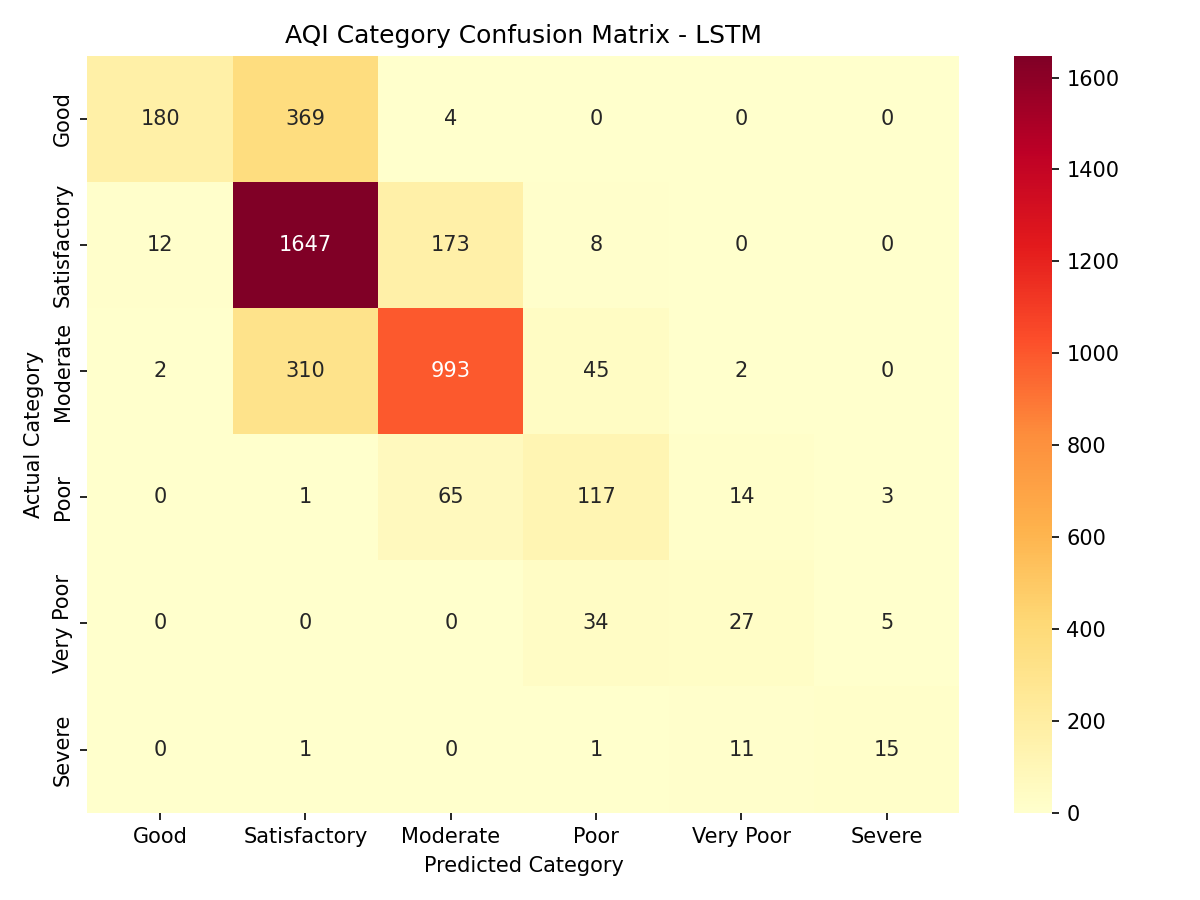 AQI Category Confusion Matrix - LSTM
Actual Category
Good 180 369 4 0 0 0
Satisfactory 12 1647 173 8 0 0
Moderate 2 310 993 45 2 0
Poor 0 1 65 117 14 3
Very Poor 0 0 0 34 27 5
Severe 0 1 0 1 11 15
Good Satisfactory Moderate Poor Very Poor Severe
Predicted Category
1600
1400
1200
1000
800
600
400
200
0